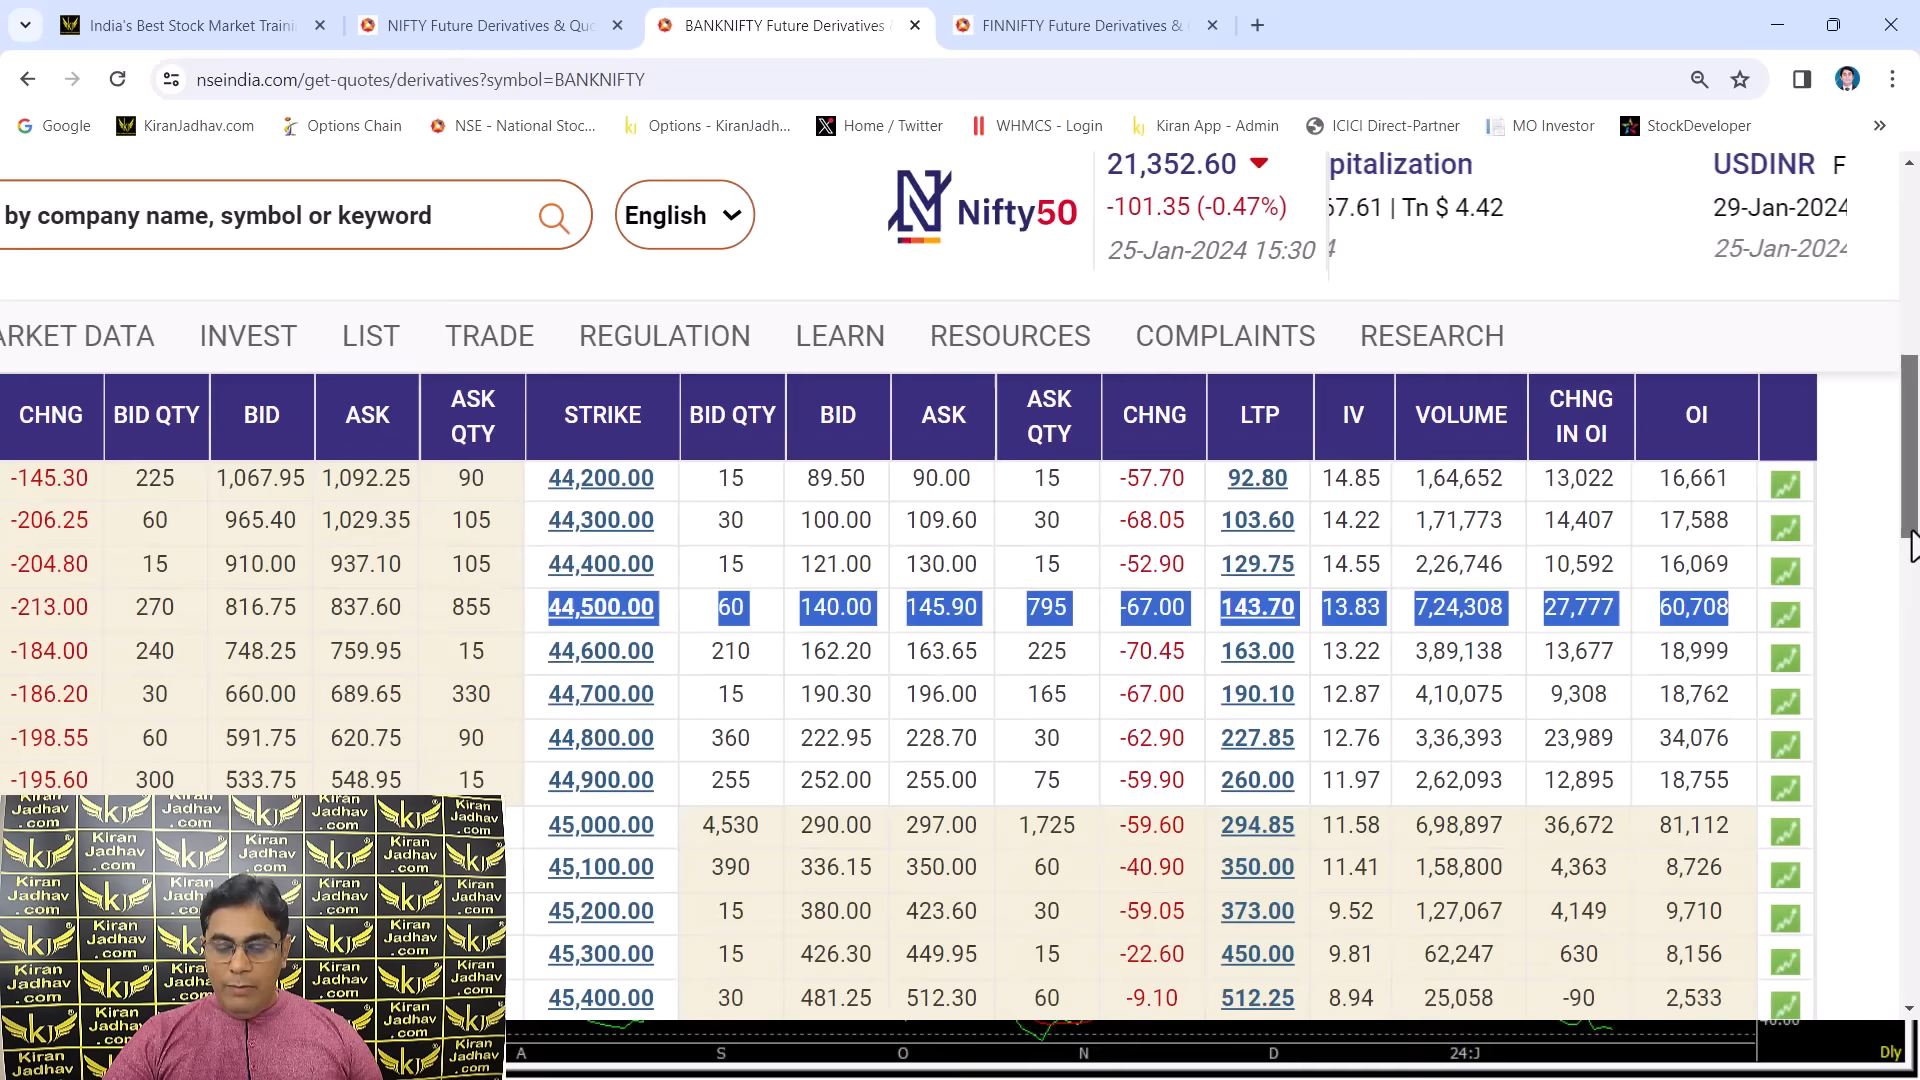 India's Best Stock Market Traini
NIFTY Future Derivatives & Quo
BANKNIFTY Future Derivatives &
FINNIFTY Future Derivatives &
nseindia.com/get-quotes/derivatives?symbol=BANKNIFTY
Google KiranJadhav.com Options Chain NSE - National Stoc... Options - KiranJadh... Home / Twitter WHMCS - Login Kiran App - Admin ICICI Direct-Partner MO Investor StockDeveloper
by company name, symbol or keyword
English
Nifty50
21,352.60
-101.35 (-0.47%)
25-Jan-2024 15:30
pitalization
67.61 | Tn $ 4.42
4
USDINR F
29-Jan-2024
25-Jan-2024
ARKET DATA INVEST LIST TRADE REGULATION LEARN RESOURCES COMPLAINTS RESEARCH
CHNG BID QTY BID ASK ASK QTY STRIKE BID QTY BID ASK ASK QTY CHNG LTP IV VOLUME CHNG IN OI OI
-145.30 225 1,067.95 1,092.25 90 44,200.00 15 89.50 90.00 15 -57.70 92.80 14.85 1,64,652 13,022 16,661
-206.25 60 965.40 1,029.35 105 44,300.00 30 100.00 109.60 30 -68.05 103.60 14.22 1,71,773 14,407 17,588
-204.80 15 910.00 937.10 105 44,400.00 15 121.00 130.00 15 -52.90 129.75 14.55 2,26,746 10,592 16,069
-213.00 270 816.75 837.60 855 44,500.00 60 140.00 145.90 795 -67.00 143.70 13.83 7,24,308 27,777 60,708
-184.00 240 748.25 759.95 15 44,600.00 210 162.20 163.65 225 -70.45 163.00 13.22 3,89,138 13,677 18,999
-186.20 30 660.00 689.65 330 44,700.00 15 190.30 196.00 165 -67.00 190.10 12.87 4,10,075 9,308 18,762
-198.55 60 591.75 620.75 90 44,800.00 360 222.95 228.70 30 -62.90 227.85 12.76 3,36,393 23,989 34,076
-195.60 300 533.75 548.95 15 44,900.00 255 252.00 255.00 75 -59.90 260.00 11.97 2,62,093 12,895 18,755
45,000.00 4,530 290.00 297.00 1,725 -59.60 294.85 11.58 6,98,897 36,672 81,112
45,100.00 390 336.15 350.00 60 -40.90 350.00 11.41 1,58,800 4,363 8,726
45,200.00 15 380.00 423.60 30 -59.05 373.00 9.52 1,27,067 4,149 9,710
45,300.00 15 426.30 449.95 15 -22.60 450.00 9.81 62,247 630 8,156
45,400.00 30 481.25 512.30 60 -9.10 512.25 8.94 25,058 -90 2,533
Kiran Jadhav .com
A S O N D 24:J
Dly